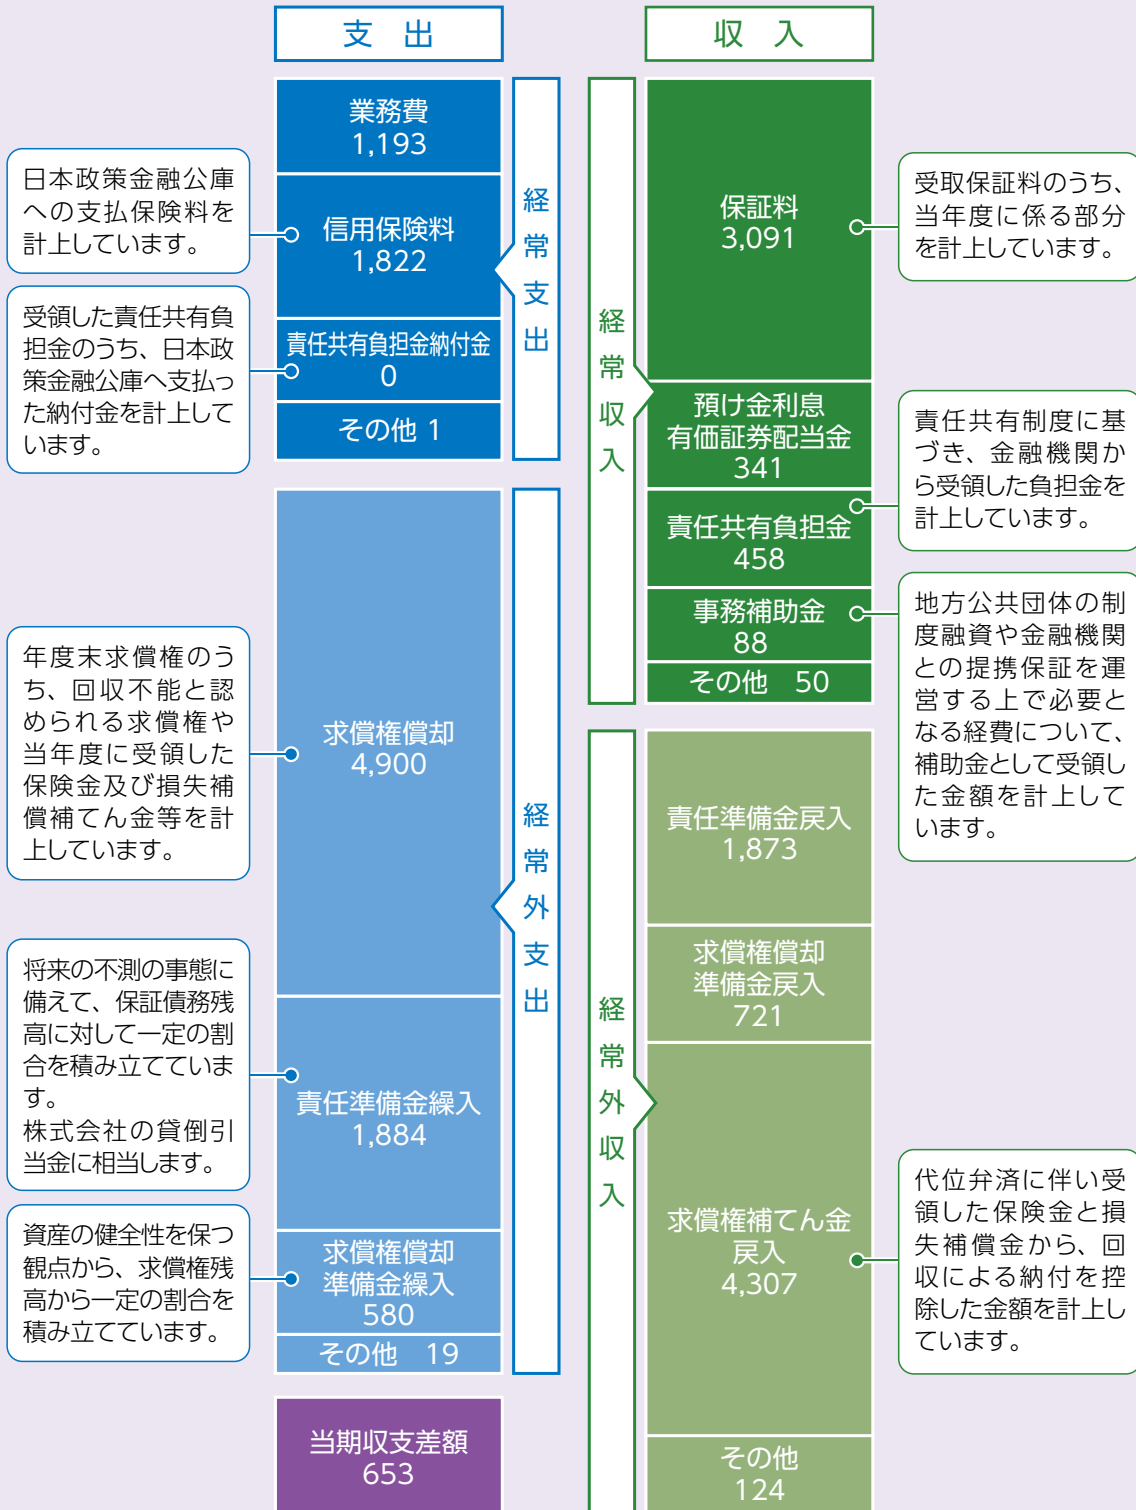 支出
業務費
1,193
信用保険料
1,822
責任共有負担金納付金
0
その他 1
経常支出
日本政策金融公庫
への支払保険料を
計上しています。
受領した責任共有負
担金のうち、日本政
策金融公庫へ支払っ
た納付金を計上して
います。
求償権償却
4,900
責任準備金繰入
1,884
求償権償却
準備金繰入
580
その他 19
経常外支出
年度末求償権のう
ち、回収不能と認
められる求償権や
当年度に受領した
保険金及び損失補
償補てん金等を計
上しています。
将来の不測の事態に
備えて、保証債務残
高に対して一定の割
合を積み立てていま
す。
株式会社の貸倒引
当金に相当します。
資産の健全性を保つ
観点から、求償権残
高から一定の割合を
積み立てています。
当期収支差額
653
収入
経常収入
保証料
3,091
預け金利息
有価証券配当金
341
責任共有負担金
458
事務補助金
88
その他 50
受取保証料のうち、
当年度に係る部分
を計上しています。
責任共有制度に基
づき、金融機関か
ら受領した負担金を
計上しています。
地方公共団体の制
度融資や金融機関
との提携保証を運
営する上で必要と
なる経費について、
補助金として受領し
た金額を計上して
います。
経常外収入
責任準備金戻入
1,873
求償権償却
準備金戻入
721
求償権補てん金
戻入
4,307
その他
124
代位弁済に伴い受
領した保険金と損
失補償金から、回
収による納付を控
除した金額を計上し
ています。